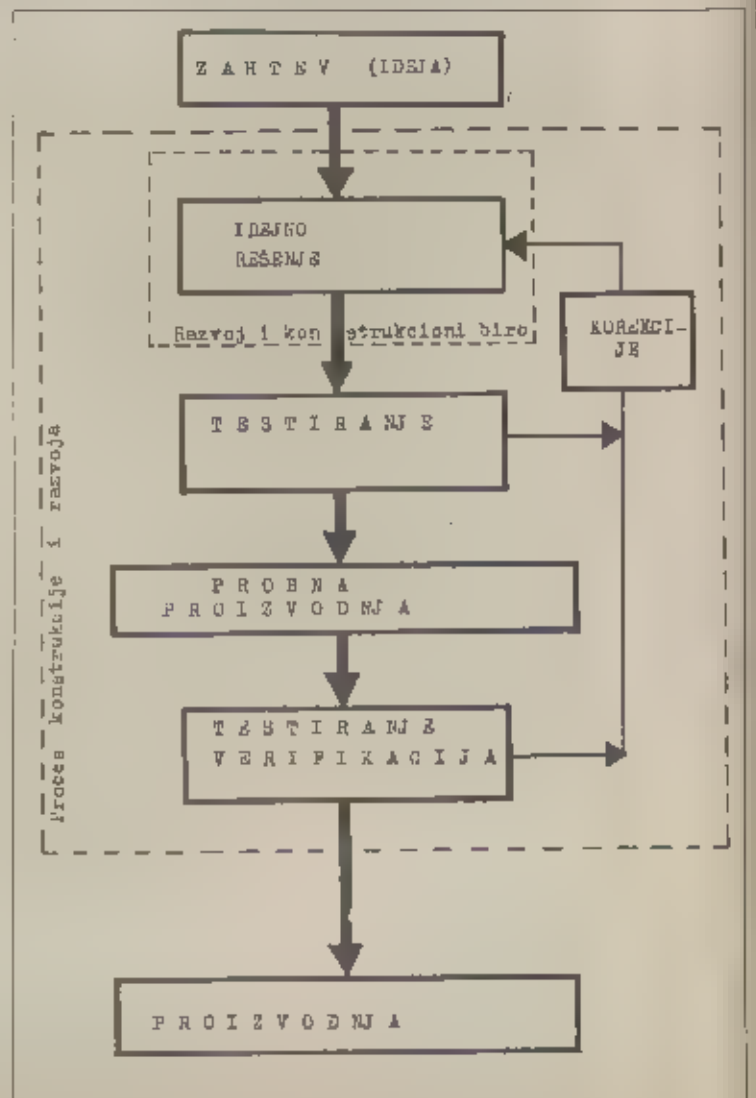 ZAHTEV (IDEJA)
IDEJNO
REŠENJE
Razvoj i konstrukcioni biro
KOREKCI-
JE
TESTIRANJE
PROBNA
PROIZVODNJA
TESTIRANJE
VERIFIKACIJA
Proces konstrukcije i razvoja
PROIZVODNJA